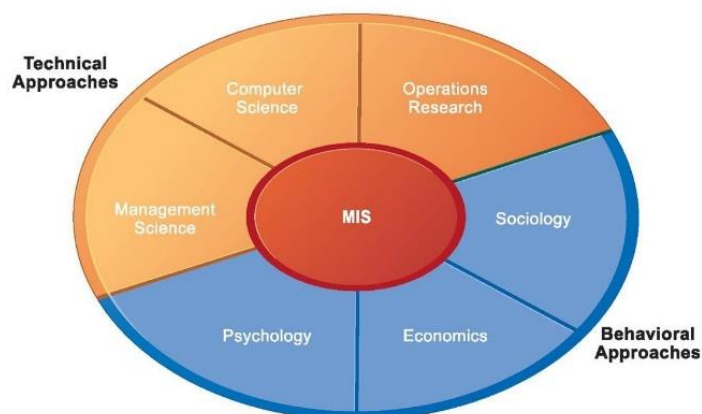 Technical
Approaches
Computer
Science
Operations
Research
Management
Science
MIS
Sociology
Psychology
Economics
Behavioral
Approaches